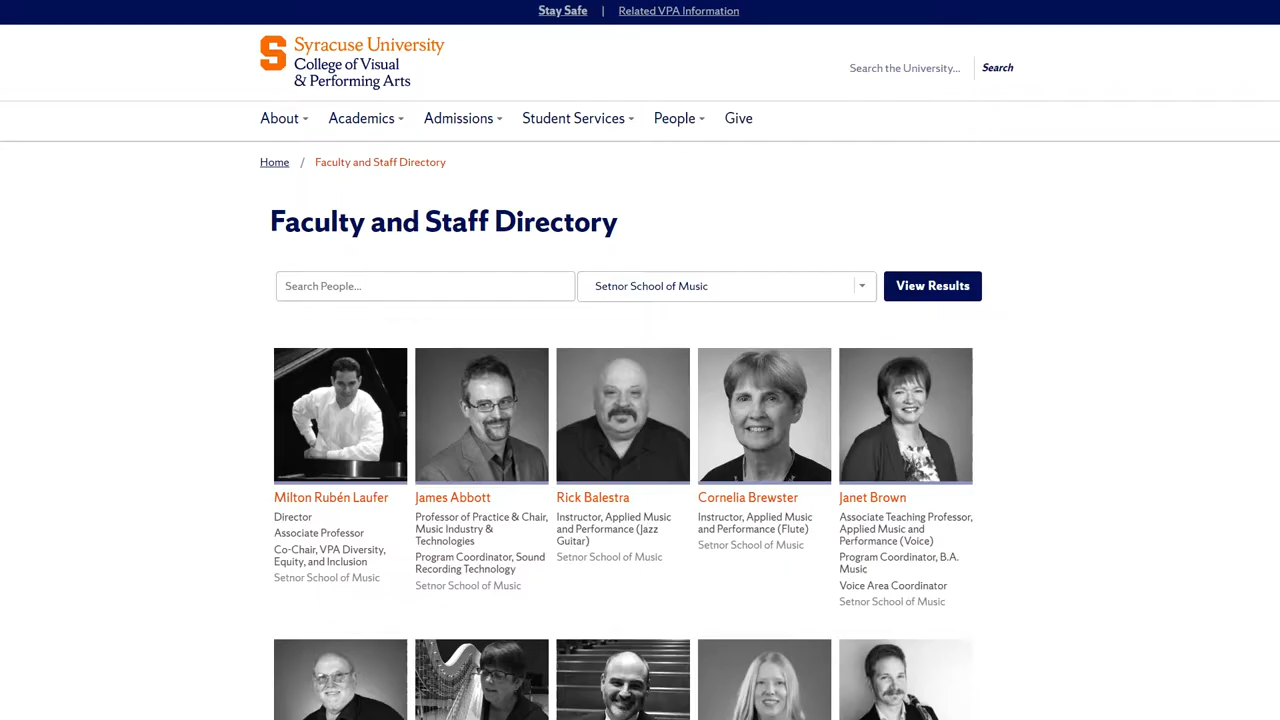 Stay Safe | Related VPA Information
Syracuse University
College of Visual
& Performing Arts
Search the University...
Search
About
Academics
Admissions
Student Services
People
Give
Home / Faculty and Staff Directory
Faculty and Staff Directory
Search People...
Setnor School of Music
View Results
Milton Rubén Laufer
Director
Associate Professor
Co-Chair, VPA Diversity,
Equity, and Inclusion
Setnor School of Music
James Abbott
Professor of Practice & Chair,
Music Industry &
Technologies
Program Coordinator, Sound
Recording Technology
Setnor School of Music
Rick Balestra
Instructor, Applied Music
and Performance (Jazz
Guitar)
Setnor School of Music
Cornelia Brewster
Instructor, Applied Music
and Performance (Flute)
Setnor School of Music
Janet Brown
Associate Teaching Professor,
Applied Music and
Performance (Voice)
Program Coordinator, B.A.
Music
Voice Area Coordinator
Setnor School of Music